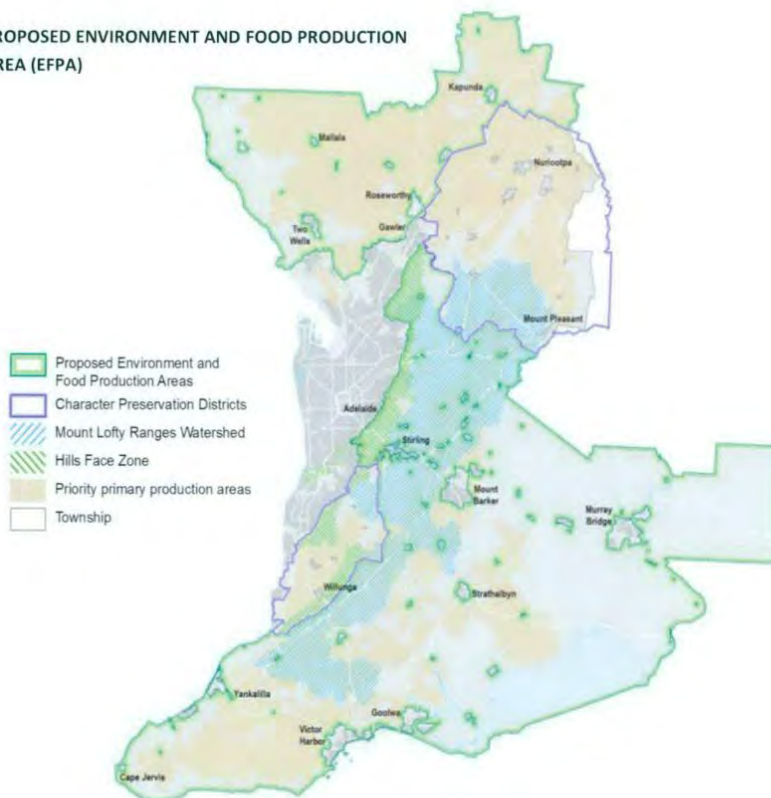 ROPOSED ENVIRONMENT AND FOOD PRODUCTION
REA (EFPA)
Kapunda
Mallala
Nuriootpa
Roseworthy
Gawler
Two
Wells
Mount Pleasant
Proposed Environment and
Food Production Areas
Character Preservation Districts
Mount Lofty Ranges Watershed
Hills Face Zone
Priority primary production areas
Township
Adelaide
Stirling
Mount
Barker
Murray
Bridge
Willunga
Strathalbyn
Yankalilla
Goolwa
Victor
Harbor
Cape Jervis